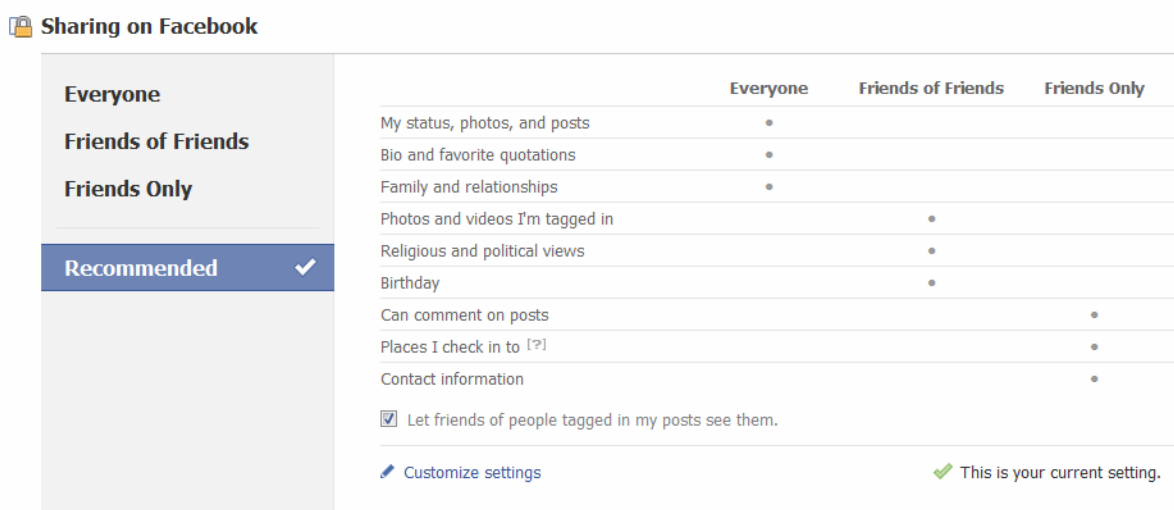 Sharing on Facebook
Everyone
Friends of Friends
Friends Only
Recommended
Everyone Friends of Friends Friends Only
My status, photos, and posts
Bio and favorite quotations
Family and relationships
Photos and videos I'm tagged in
Religious and political views
Birthday
Can comment on posts
Places I check in to [?]
Contact information
Let friends of people tagged in my posts see them.
Customize settings This is your current setting.